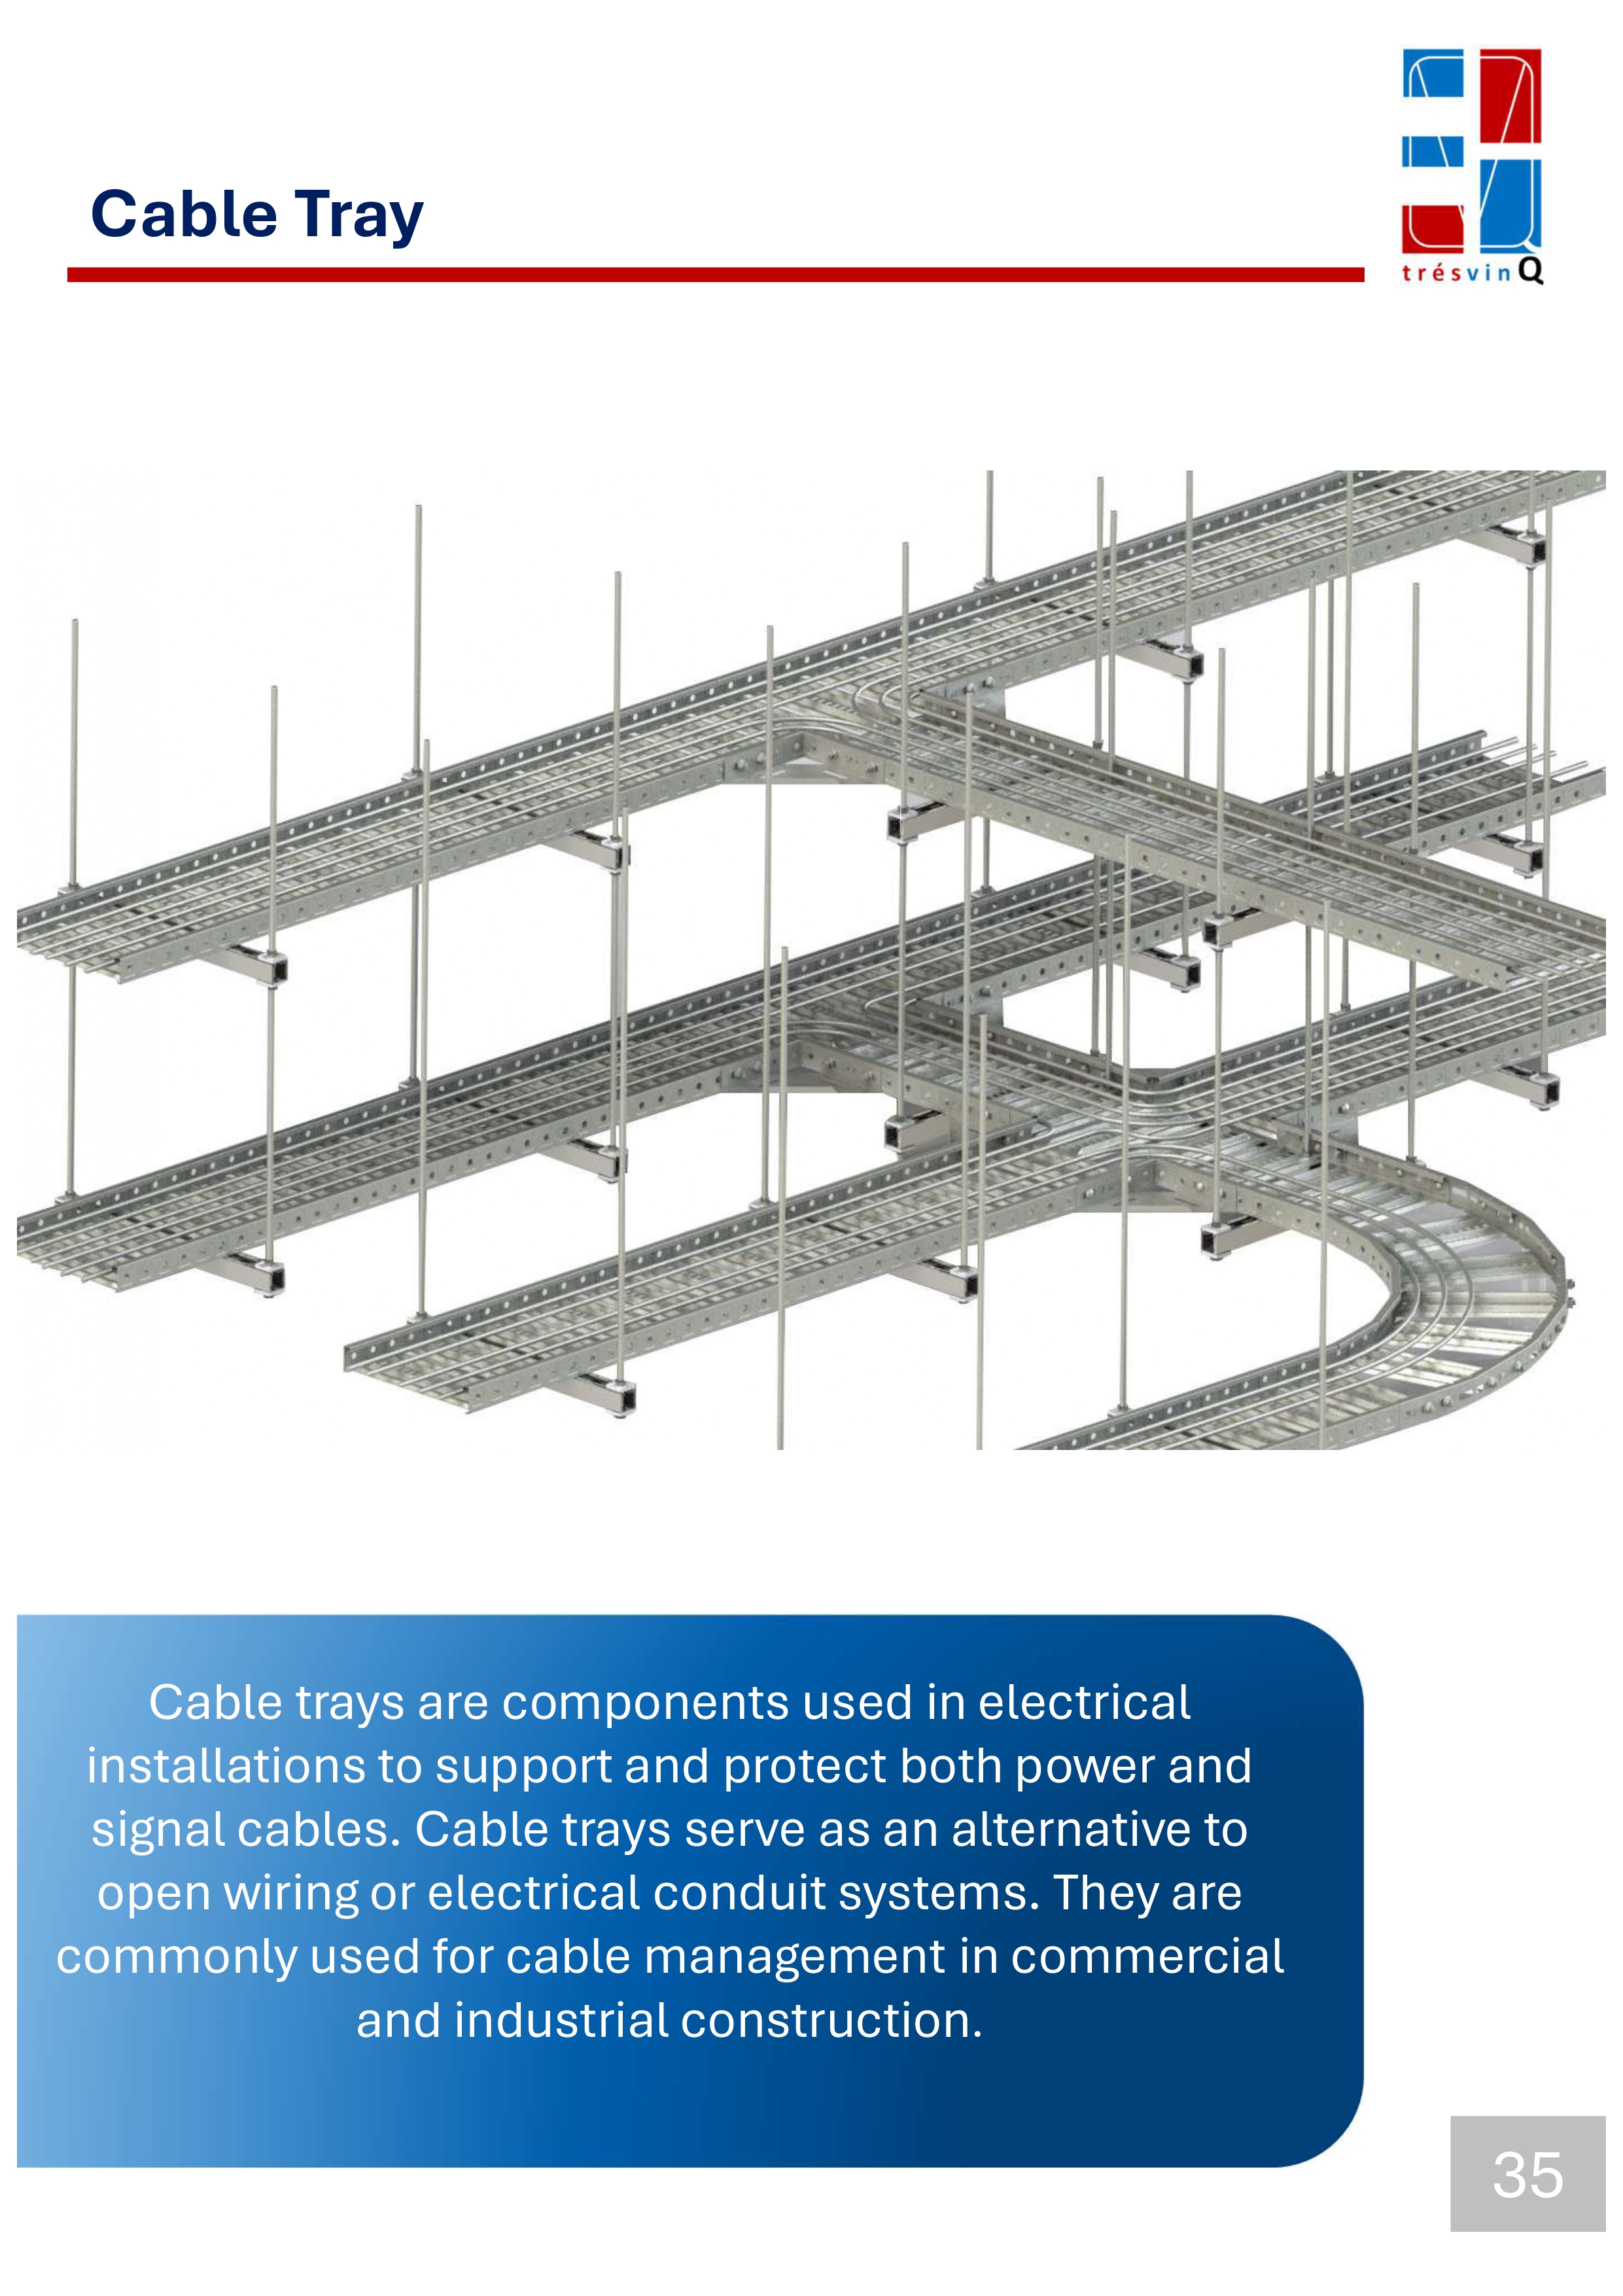 Cable Tray
trésvinQ
Cable trays are components used in electrical
installations to support and protect both power and
signal cables. Cable trays serve as an alternative to
open wiring or electrical conduit systems. They are
commonly used for cable management in commercial
and industrial construction.
35